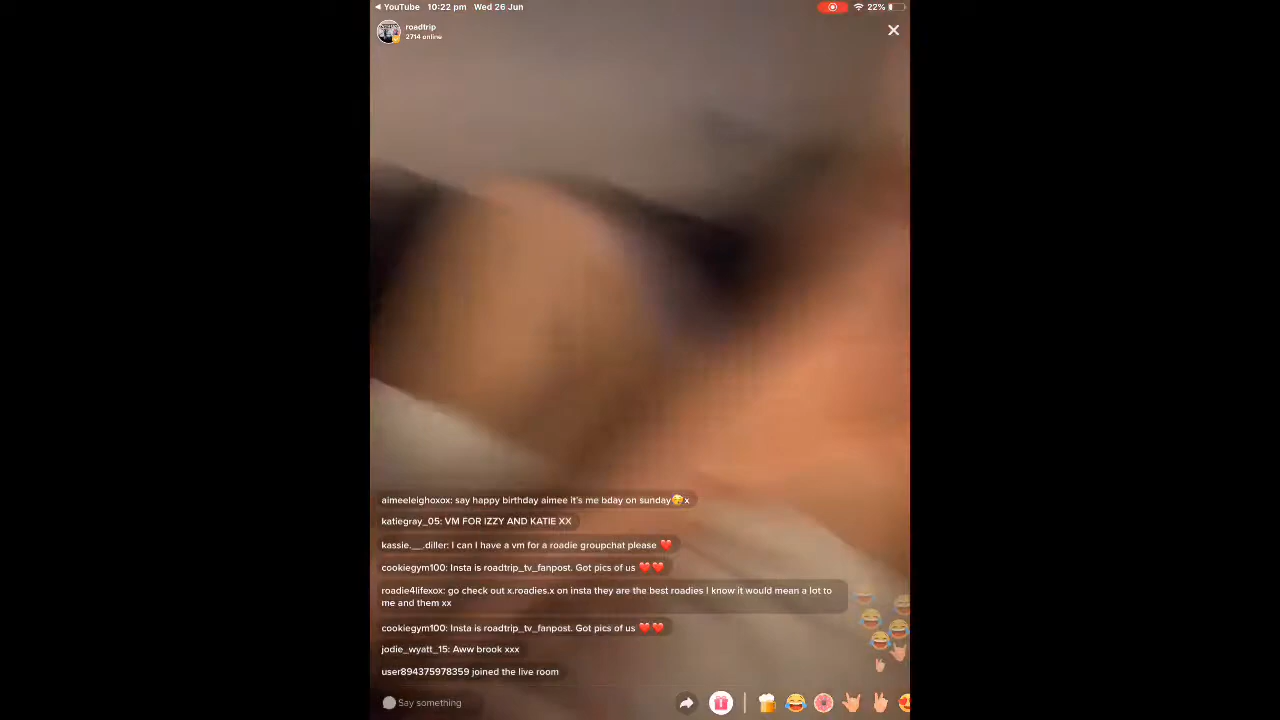 ◀ YouTube 10:22 pm Wed 26 Jun 22%
roadtrip
2714 online
aimeeleighoxox: say happy birthday aimee it's me bday on sunday🥳x
katiegray_05: VM FOR IZZY AND KATIE XX
kassie.__.diller: I can I have a vm for a roadie groupchat please ❤️
cookiegym100: Insta is roadtrip_tv_fanpost. Got pics of us ❤️❤️
roadie4lifexox: go check out x.roadies.x on insta they are the best roadies I know it would mean a lot to
me and them xx
cookiegym100: Insta is roadtrip_tv_fanpost. Got pics of us ❤️❤️
jodie_wyatt_15: Aww brook xxx
user894375978359 joined the live room
Say something